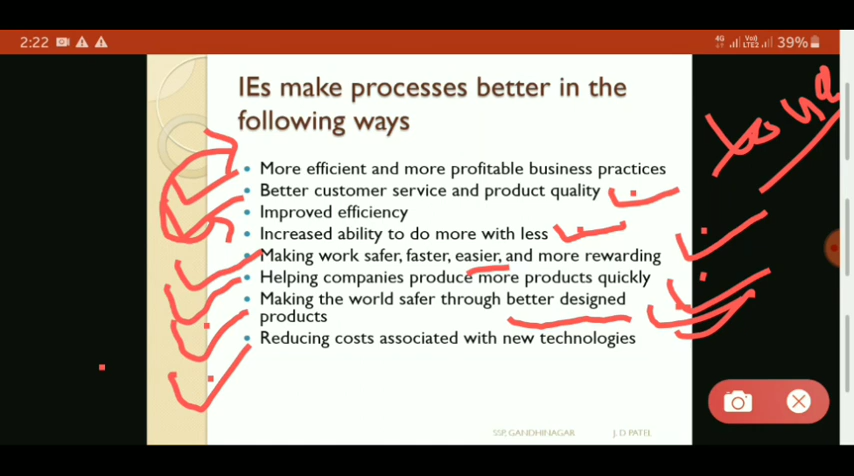 2:22
4G
Vo))
LTE2
39%
IEs make processes better in the
following ways
• More efficient and more profitable business practices
• Better customer service and product quality
• Improved efficiency
• Increased ability to do more with less
• Making work safer, faster, easier, and more rewarding
• Helping companies produce more products quickly
• Making the world safer through better designed
products
• Reducing costs associated with new technologies
SSP, GANDHINAGAR J. D PATEL